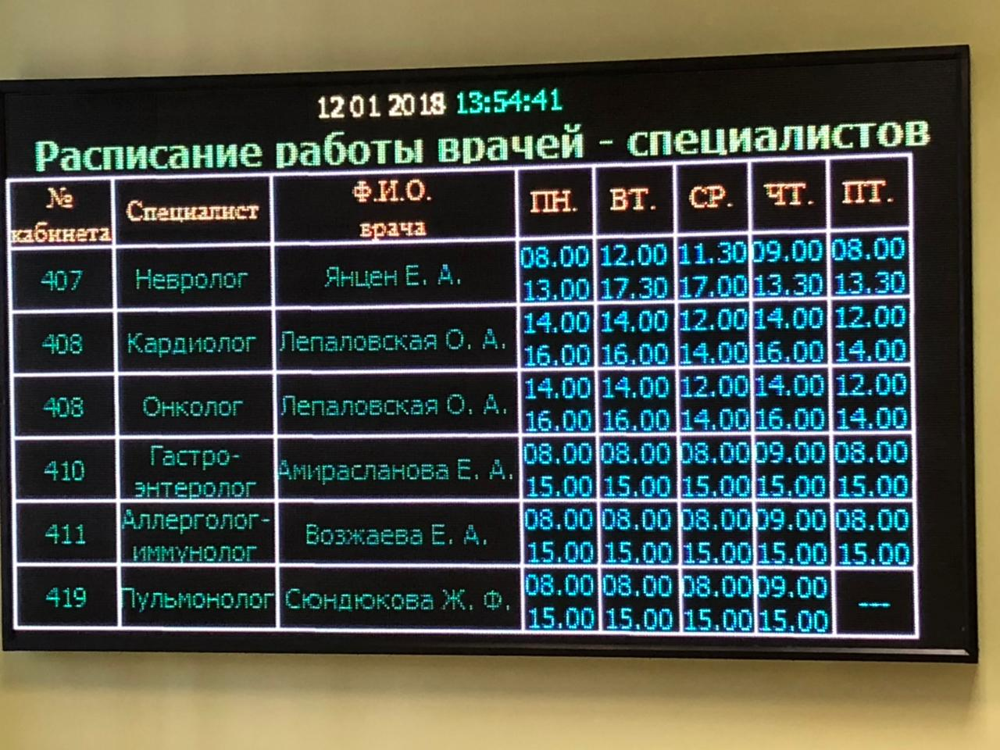 12 01 2018 13:54:41
Расписание работы врачей - специалистов
№ кабинета Специалист Ф.И.О. врача ПН. ВТ. СР. ЧТ. ПТ.
407 Невролог Янцен Е. А. 08.00 12.00 11.30 09.00 08.00
13.00 17.30 17.00 13.30 13.30
408 Кардиолог Лепаловская О. А. 14.00 14.00 12.00 14.00 12.00
16.00 16.00 14.00 16.00 14.00
408 Онколог Лепаловская О. А. 14.00 14.00 12.00 14.00 12.00
16.00 16.00 14.00 16.00 14.00
410 Гастро- Амирасланова Е. А. 08.00 08.00 08.00 09.00 08.00
энтеролог 15.00 15.00 15.00 15.00 15.00
411 Аллерголог- Возжаева Е. А. 08.00 08.00 08.00 09.00 08.00
иммунолог 15.00 15.00 15.00 15.00 15.00
419 Пульмонолог Сюндюкова Ж. Ф. 08.00 08.00 08.00 09.00 ---
15.00 15.00 15.00 15.00